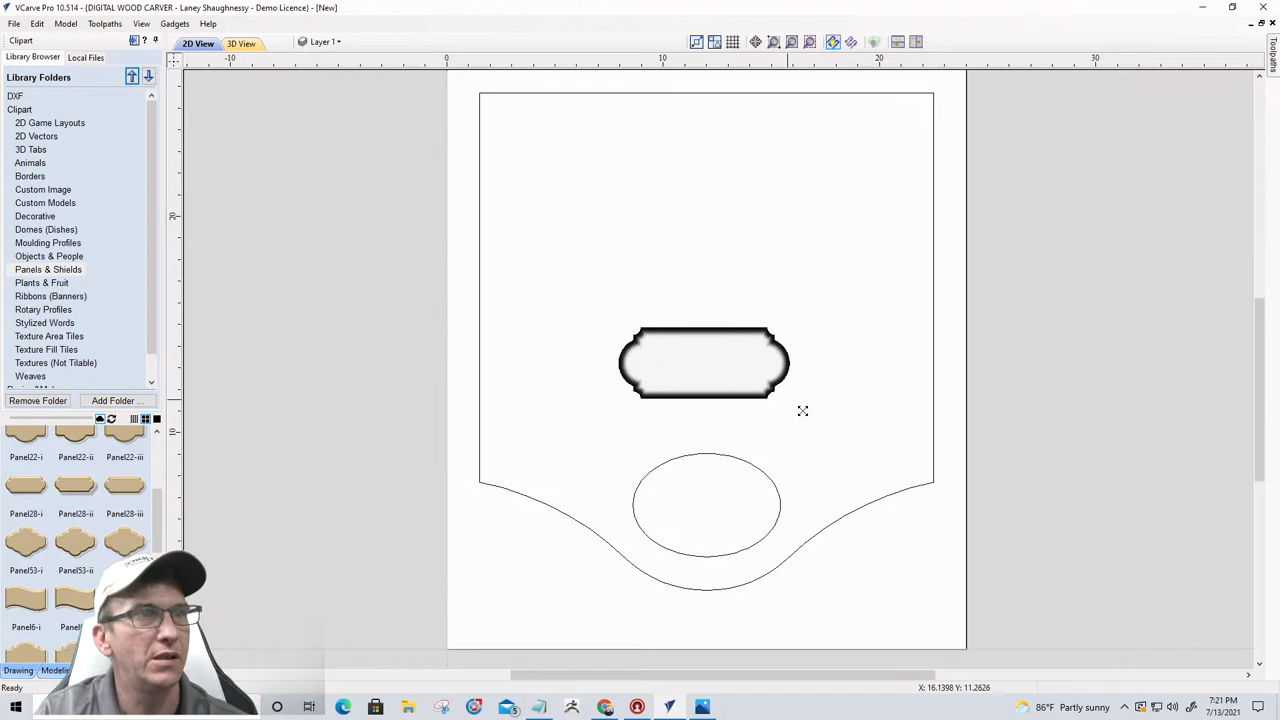 VCarve Pro 10.514 - {DIGITAL WOOD CARVER - Laney Shaughnessy - Demo Licence} - [New]
File Edit Model Toolpaths View Gadgets Help
Clipart
2D View 3D View Layer 1
Library Browser Local Files
-10 0 10 20 30
Library Folders
DXF
Clipart
2D Game Layouts
2D Vectors
3D Tabs
Animals
Borders
Custom Image
Custom Models
Decorative
Domes (Dishes)
Moulding Profiles
Objects & People
Panels & Shields
Plants & Fruit
Ribbons (Banners)
Rotary Profiles
Stylized Words
Texture Area Tiles
Texture Fill Tiles
Textures (Not Tilable)
Weaves
Remove Folder Add Folder ...
Panel22-i Panel22-ii Panel22-iii
Panel28-i Panel28-ii Panel28-iii
Panel53-i Panel53-ii
Panel6-i
20
10
Toolpaths
Drawing
Ready
X: 16.1398 Y: 11.2626
5
86°F Partly sunny
7:21 PM
7/13/2021